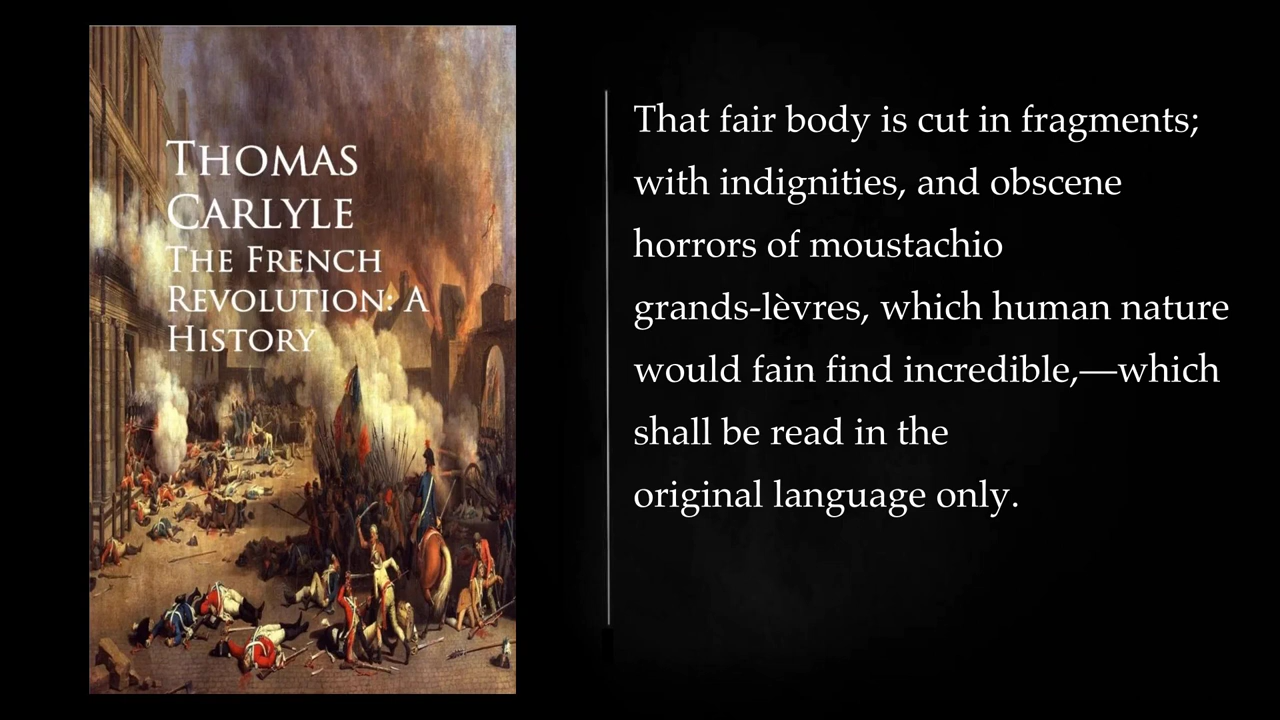 THOMAS
CARLYLE
THE FRENCH
REVOLUTION: A
HISTORY
That fair body is cut in fragments;
with indignities, and obscene
horrors of moustachio
grands-lèvres, which human nature
would fain find incredible,—which
shall be read in the
original language only.